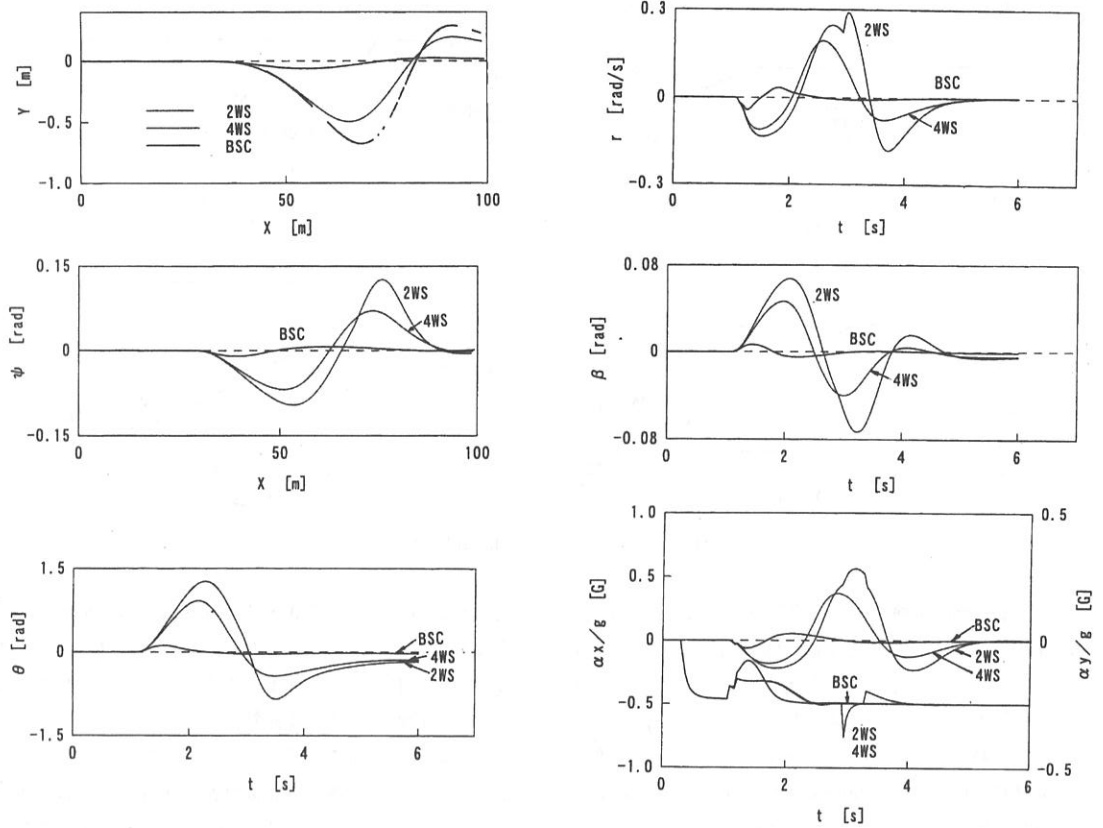 0
-0.5
-1.0
Y [m]
2WS
4WS
BSC
50
100
X [m]
0.3
0
-0.3
r [rad/s]
2WS
BSC
4WS
0
2
4
6
t [s]
0.15
0
-0.15
ψ [rad]
2WS
4WS
BSC
0
50
100
X [m]
0.08
0
-0.08
β [rad]
2WS
BSC
4WS
0
2
4
6
t [s]
1.5
0
-1.5
θ [rad]
BSC
4WS
2WS
0
2
4
6
t [s]
1.0
0.5
0
-0.5
-1.0
αx/g [G]
0.5
0
-0.5
αy/g [G]
BSC
2WS
4WS
BSC
2WS
4WS
0
2
4
6
t [s]